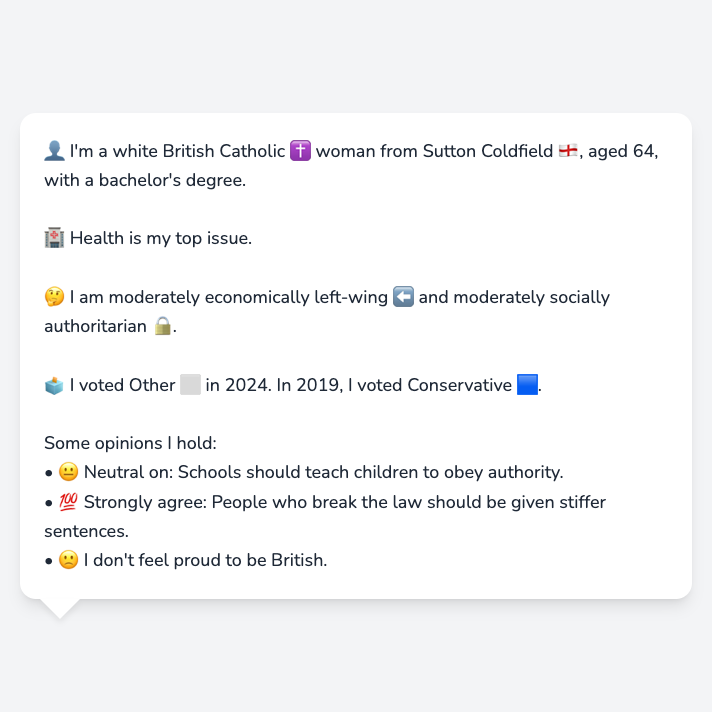 👤 I'm a white British Catholic ✝️ woman from Sutton Coldfield 🏴󠁧󠁢󠁥󠁮󠁧󠁿, aged 64,
with a bachelor's degree.
🏥 Health is my top issue.
🤔 I am moderately economically left-wing ⬅️ and moderately socially
authoritarian 🔒.
🗳️ I voted Other ⬜ in 2024. In 2019, I voted Conservative 🟦.
Some opinions I hold:
• 😐 Neutral on: Schools should teach children to obey authority.
• 💯 Strongly agree: People who break the law should be given stiffer
sentences.
• 🙁 I don't feel proud to be British.